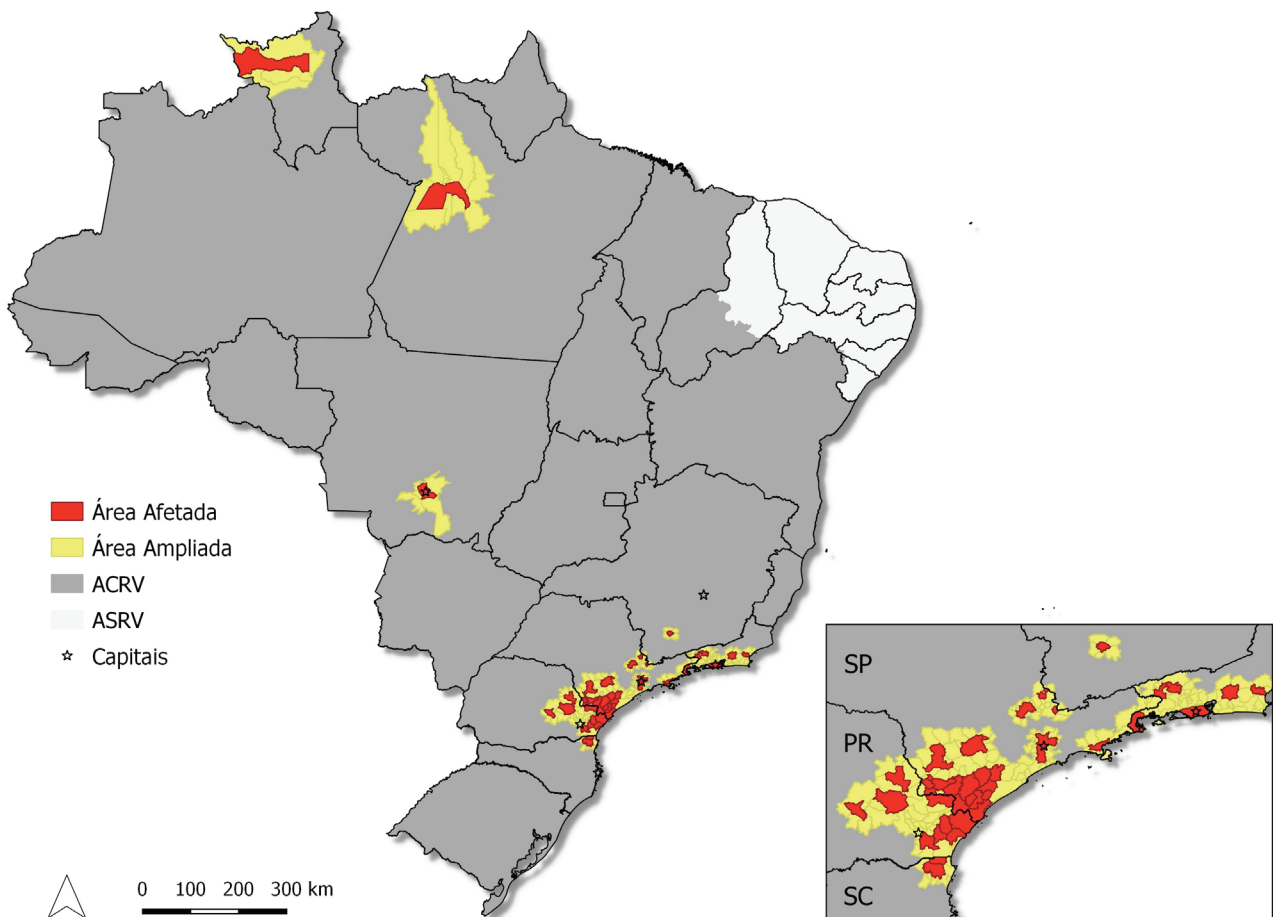 Área Afetada
Área Ampliada
ACRV
ASRV
Capitais
0 100 200 300 km
SP
PR
SC